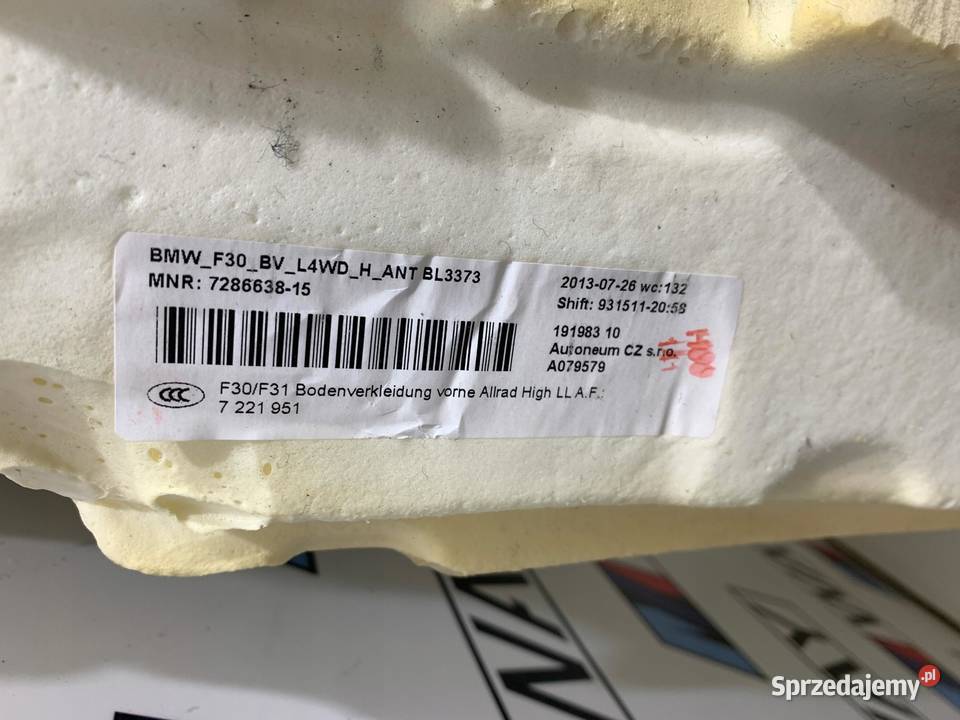 BMW_F30_BV_L4WD_H_ANT BL3373
MNR: 7286638-15
2013-07-26 wc:132
Shift: 931511-20:58
191983 10
Autoneum CZ s.r.o.
A079579
CCC
F30/F31 Bodenverkleidung vorne Allrad High LL A.F.:
7 221 951
Sprzedajemy.pl